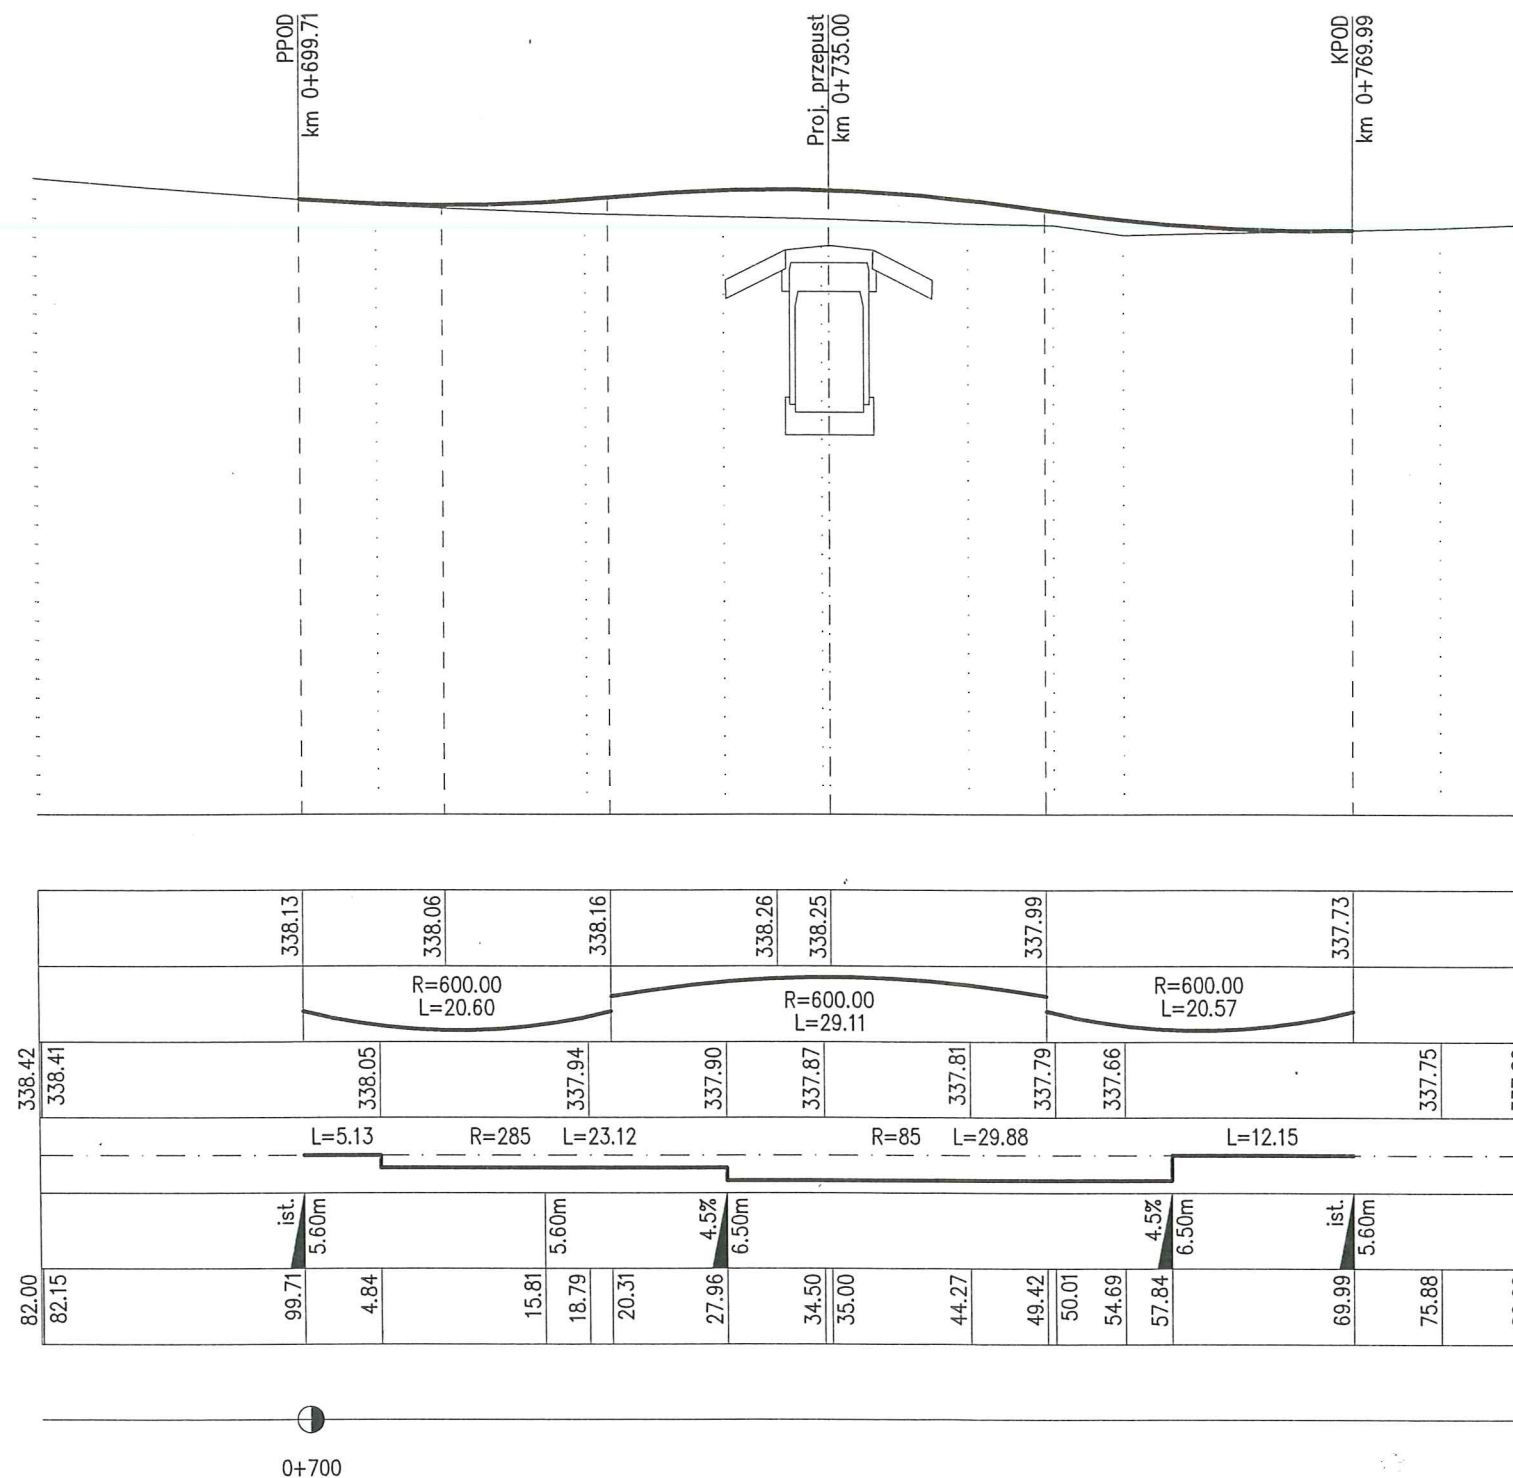 PPOD
km 0+699.71
Proj. przepust
km 0+735.00
KPOD
km 0+769.99
338.13
338.06
338.16
338.26
338.25
337.99
337.73
R=600.00
L=20.60
R=600.00
L=29.11
R=600.00
L=20.57
338.42
338.41
338.05
337.94
337.90
337.87
337.81
337.79
337.66
337.75
L=5.13
R=285
L=23.12
R=85
L=29.88
L=12.15
ist.
5.60m
5.60m
4.5%
6.50m
4.5%
6.50m
ist.
5.60m
82.00
82.15
99.71
4.84
15.81
18.79
20.31
27.96
34.50
35.00
44.27
49.42
50.01
54.69
57.84
69.99
75.88
0+700